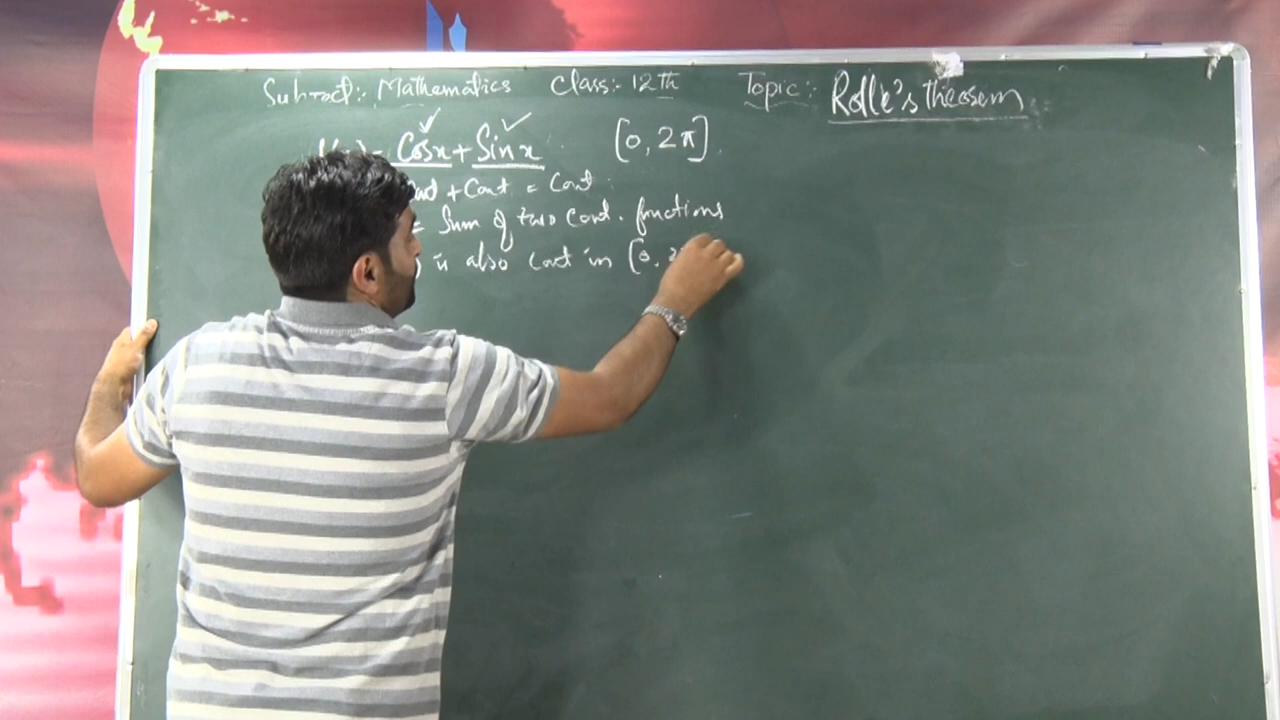 Subject:- Mathematics Class:- 12th Topic:- Rolle's theorem
= Cosx + Sinx [0, 2π]
+ Cont = Cont
= Sum of two Cont. functions
is also Cont in [0, 2